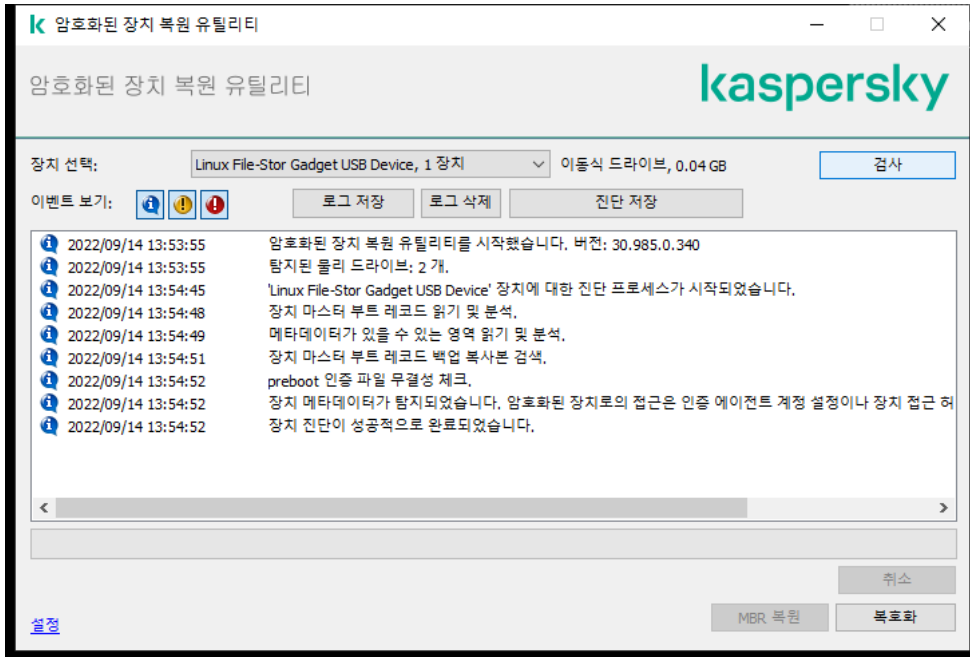 암호화된 장치 복원 유틸리티
암호화된 장치 복원 유틸리티
kaspersky
장치 선택: Linux File-Stor Gadget USB Device, 1 장치 이동식 드라이브, 0.04 GB 검사
이벤트 보기: 로그 저장 로그 삭제 진단 저장
2022/09/14 13:53:55 암호화된 장치 복원 유틸리티를 시작했습니다. 버전: 30.985.0.340
2022/09/14 13:53:55 탐지된 물리 드라이브: 2 개.
2022/09/14 13:54:45 'Linux File-Stor Gadget USB Device' 장치에 대한 진단 프로세스가 시작되었습니다.
2022/09/14 13:54:48 장치 마스터 부트 레코드 읽기 및 분석.
2022/09/14 13:54:49 메타데이터가 있을 수 있는 영역 읽기 및 분석.
2022/09/14 13:54:51 장치 마스터 부트 레코드 백업 복사본 검색.
2022/09/14 13:54:52 preboot 인증 파일 무결성 체크.
2022/09/14 13:54:52 장치 메타데이터가 탐지되었습니다. 암호화된 장치로의 접근은 인증 에이전트 계정 설정이나 장치 접근 허
2022/09/14 13:54:52 장치 진단이 성공적으로 완료되었습니다.
취소
설정 MBR 복원 복호화